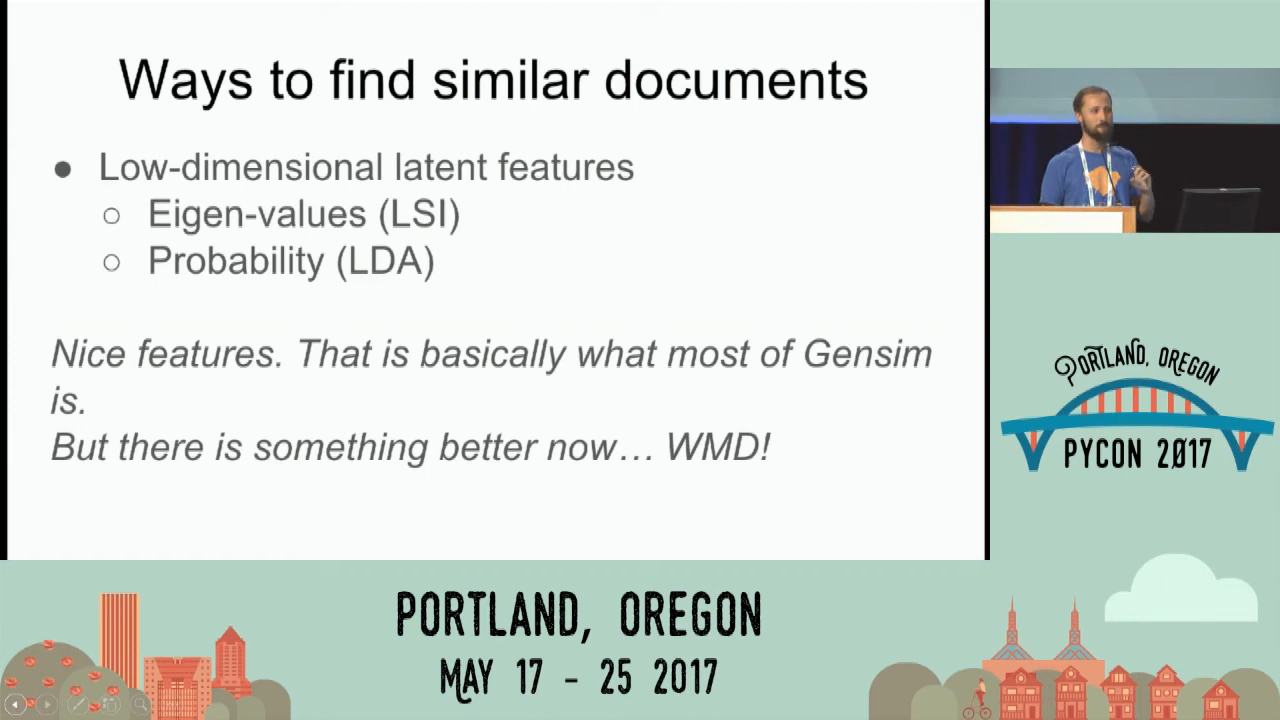 Ways to find similar documents
● Low-dimensional latent features
○ Eigen-values (LSI)
○ Probability (LDA)
Nice features. That is basically what most of Gensim
is.
But there is something better now… WMD!
PORTLAND, OREGON
PYCON 2017
PORTLAND, OREGON
MAY 17 - 25 2017